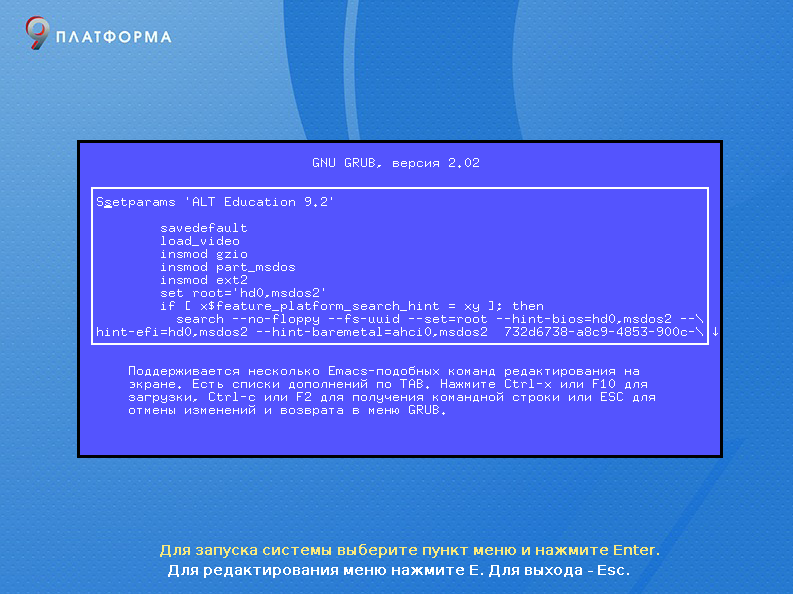 9 ПЛАТФОРМА
GNU GRUB, версия 2.02
Ssetparams 'ALT Education 9.2'
savedefault
load_video
insmod gzio
insmod part_msdos
insmod ext2
set root='hd0,msdos2'
if [ x$feature_platform_search_hint = xy ]; then
search --no-floppy --fs-uuid --set=root --hint-bios=hd0,msdos2 --\
hint-efi=hd0,msdos2 --hint-baremetal=ahci0,msdos2  732d6738-a8c9-4853-900c-\ ↓
Поддерживается несколько Emacs-подобных команд редактирования на
экране. Есть списки дополнений по TAB. Нажмите Ctrl-x или F10 для
загрузки, Ctrl-c или F2 для получения командной строки или ESC для
отмены изменений и возврата в меню GRUB.
Для запуска системы выберите пункт меню и нажмите Enter.
Для редактирования меню нажмите E. Для выхода - Esc.